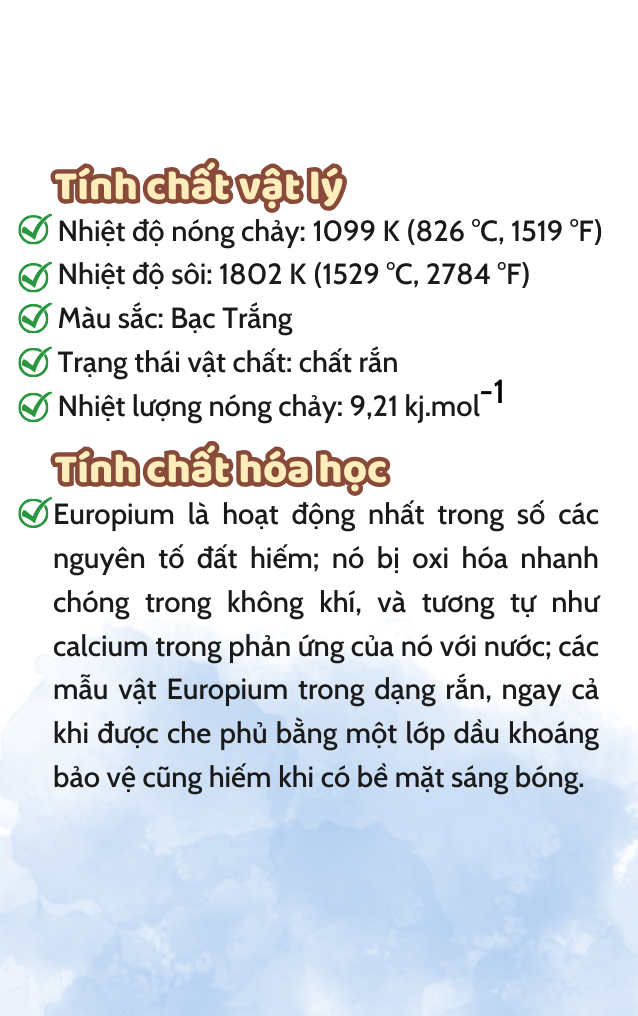 Tính chất vật lý
Nhiệt độ nóng chảy: 1099 K (826 °C, 1519 °F)
Nhiệt độ sôi: 1802 K (1529 °C, 2784 °F)
Màu sắc: Bạc Trắng
Trạng thái vật chất: chất rắn
Nhiệt lượng nóng chảy: 9,21 kj.mol⁻¹
Tính chất hóa học
Europium là hoạt động nhất trong số các
nguyên tố đất hiếm; nó bị oxi hóa nhanh
chóng trong không khí, và tương tự như
calcium trong phản ứng của nó với nước; các
mẫu vật Europium trong dạng rắn, ngay cả
khi được che phủ bằng một lớp dầu khoáng
bảo vệ cũng hiếm khi có bề mặt sáng bóng.